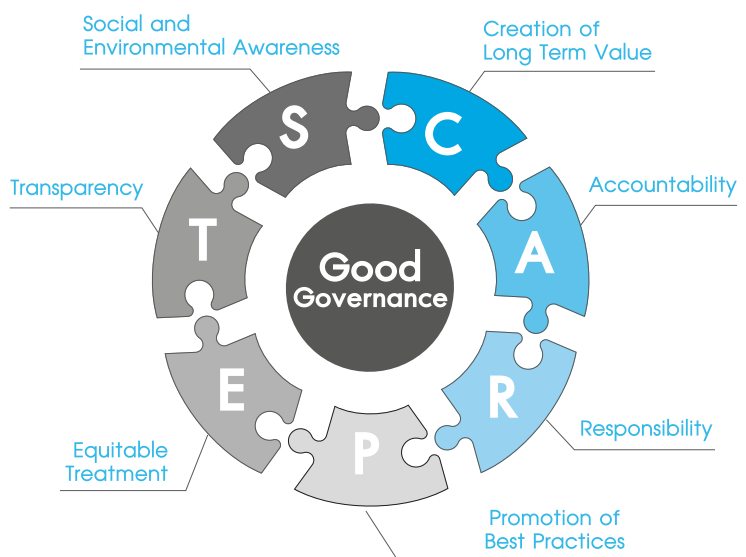 Social and
Environmental Awareness
Creation of
Long Term Value
S
C
Transparency
Accountability
T
A
Good
Governance
E
R
P
Equitable
Treatment
Responsibility
Promotion of
Best Practices